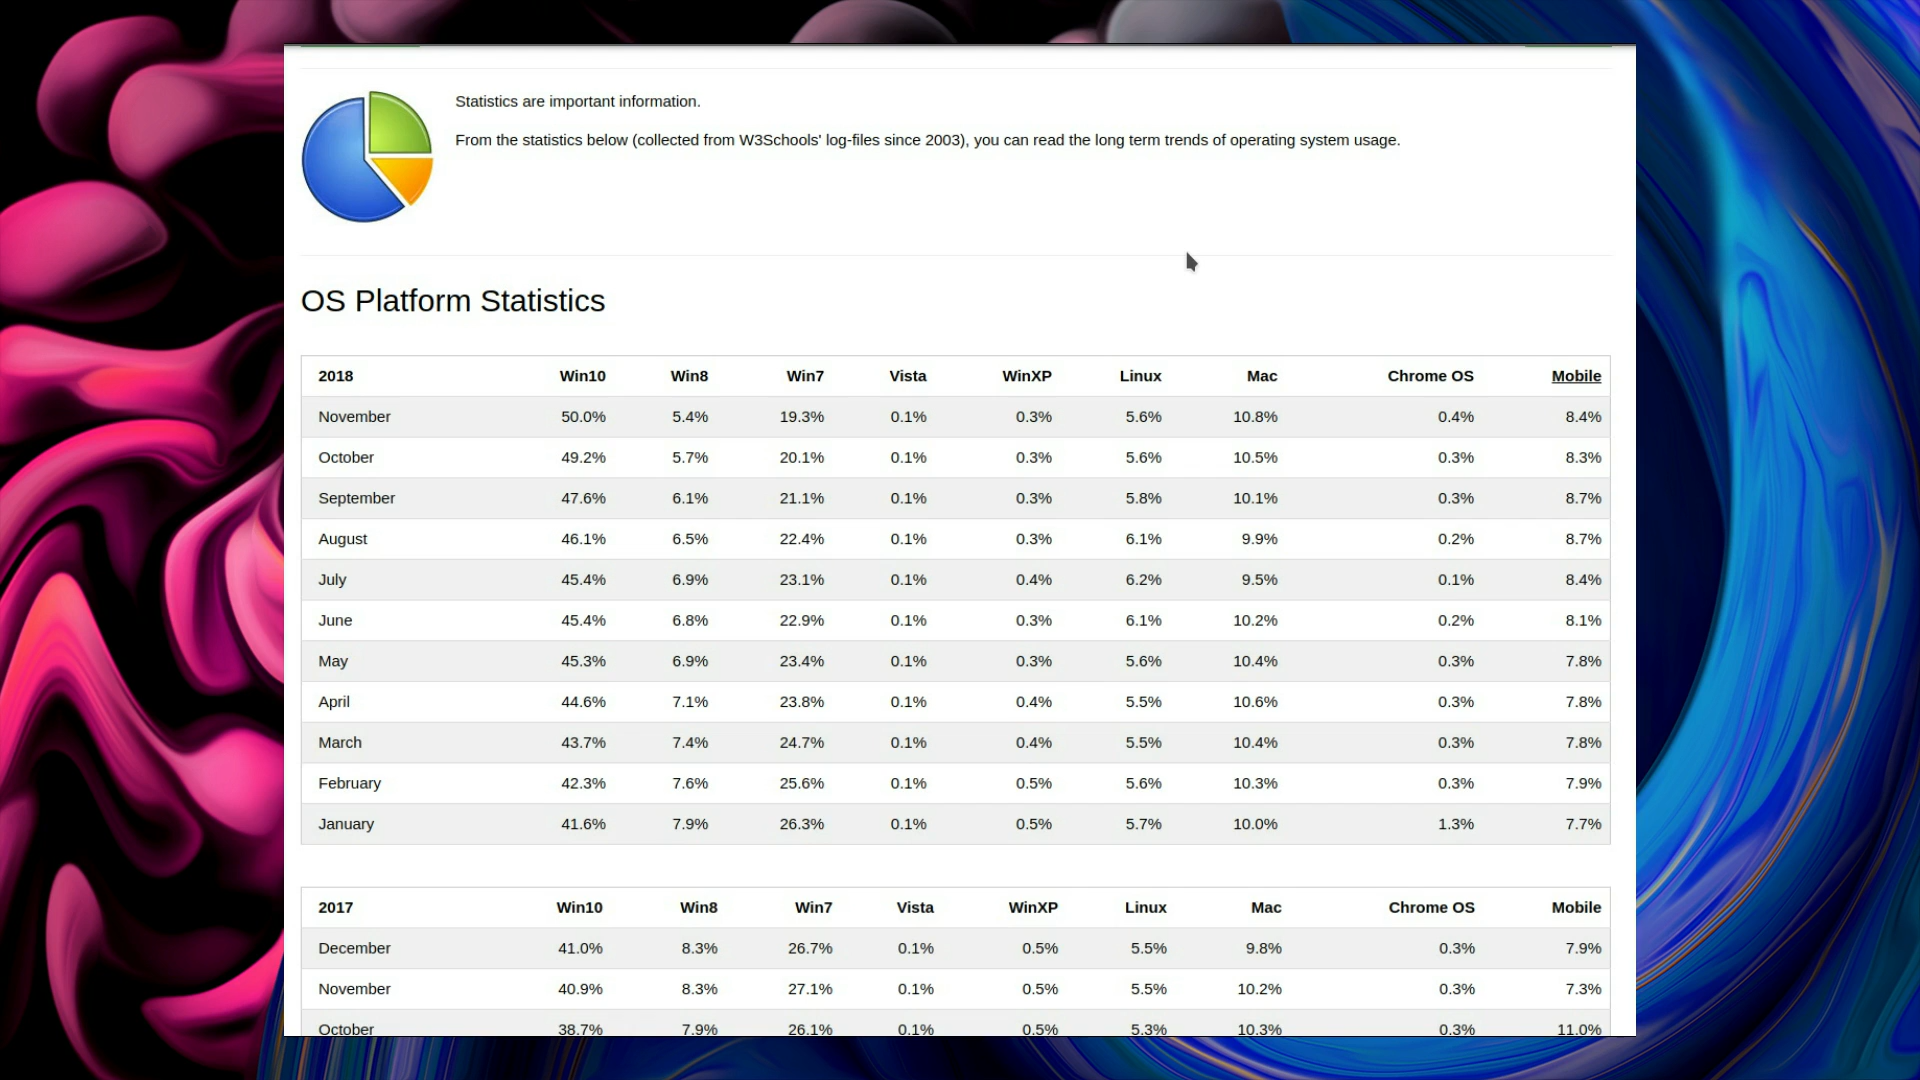 Statistics are important information.
From the statistics below (collected from W3Schools' log-files since 2003), you can read the long term trends of operating system usage.
OS Platform Statistics
2018 Win10 Win8 Win7 Vista WinXP Linux Mac Chrome OS Mobile
November 50.0% 5.4% 19.3% 0.1% 0.3% 5.6% 10.8% 0.4% 8.4%
October 49.2% 5.7% 20.1% 0.1% 0.3% 5.6% 10.5% 0.3% 8.3%
September 47.6% 6.1% 21.1% 0.1% 0.3% 5.8% 10.1% 0.3% 8.7%
August 46.1% 6.5% 22.4% 0.1% 0.3% 6.1% 9.9% 0.2% 8.7%
July 45.4% 6.9% 23.1% 0.1% 0.4% 6.2% 9.5% 0.1% 8.4%
June 45.4% 6.8% 22.9% 0.1% 0.3% 6.1% 10.2% 0.2% 8.1%
May 45.3% 6.9% 23.4% 0.1% 0.3% 5.6% 10.4% 0.3% 7.8%
April 44.6% 7.1% 23.8% 0.1% 0.4% 5.5% 10.6% 0.3% 7.8%
March 43.7% 7.4% 24.7% 0.1% 0.4% 5.5% 10.4% 0.3% 7.8%
February 42.3% 7.6% 25.6% 0.1% 0.5% 5.6% 10.3% 0.3% 7.9%
January 41.6% 7.9% 26.3% 0.1% 0.5% 5.7% 10.0% 1.3% 7.7%
2017 Win10 Win8 Win7 Vista WinXP Linux Mac Chrome OS Mobile
December 41.0% 8.3% 26.7% 0.1% 0.5% 5.5% 9.8% 0.3% 7.9%
November 40.9% 8.3% 27.1% 0.1% 0.5% 5.5% 10.2% 0.3% 7.3%
October 38.7% 7.9% 26.1% 0.1% 0.5% 5.3% 10.3% 0.3% 11.0%